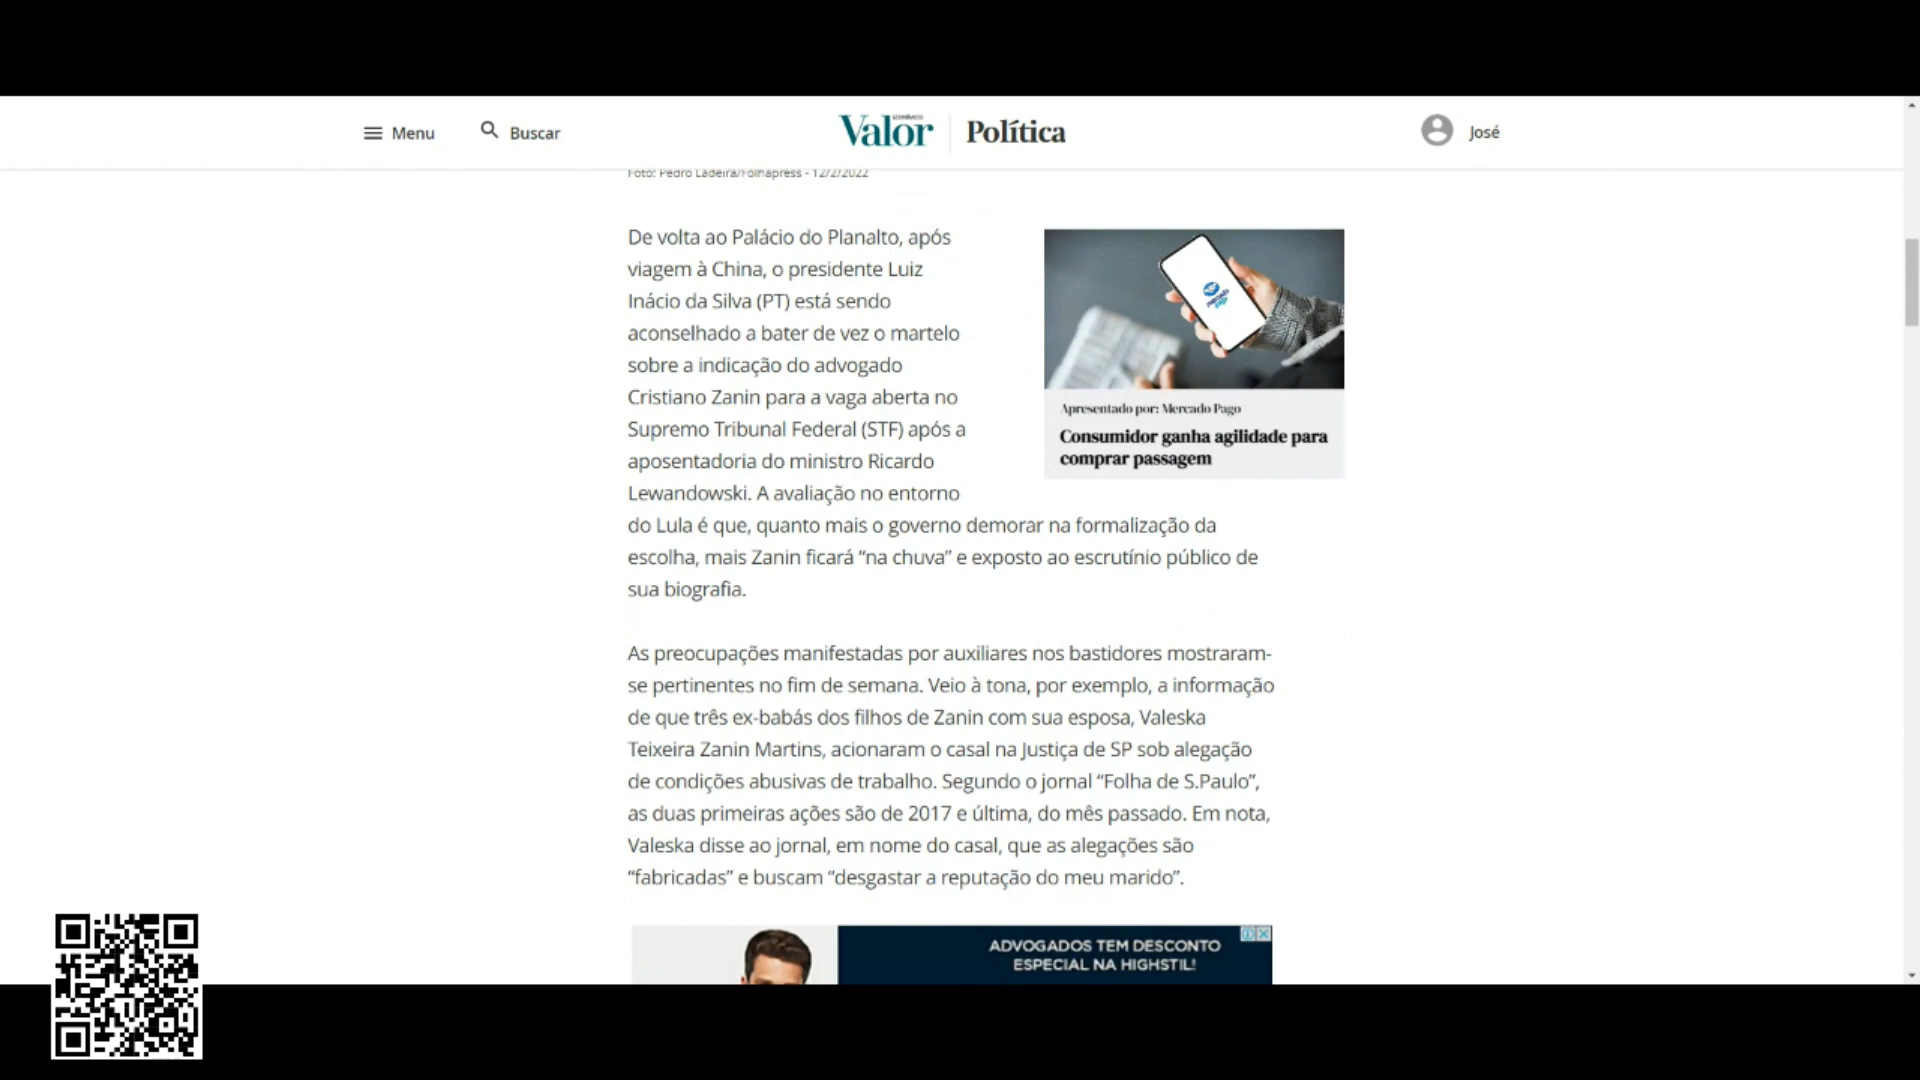 Menu
Buscar
Valor
ECONÔMICO
Política
José
Foto: Pedro Ladeira/Folhapress - 12/2/2022
De volta ao Palácio do Planalto, após
viagem à China, o presidente Luiz
Inácio da Silva (PT) está sendo
aconselhado a bater de vez o martelo
sobre a indicação do advogado
Cristiano Zanin para a vaga aberta no
Supremo Tribunal Federal (STF) após a
aposentadoria do ministro Ricardo
Lewandowski. A avaliação no entorno
do Lula é que, quanto mais o governo demorar na formalização da
escolha, mais Zanin ficará “na chuva” e exposto ao escrutínio público de
sua biografia.
mercado
pago
Apresentado por: Mercado Pago
Consumidor ganha agilidade para
comprar passagem
As preocupações manifestadas por auxiliares nos bastidores mostraram-
se pertinentes no fim de semana. Veio à tona, por exemplo, a informação
de que três ex-babás dos filhos de Zanin com sua esposa, Valeska
Teixeira Zanin Martins, acionaram o casal na Justiça de SP sob alegação
de condições abusivas de trabalho. Segundo o jornal “Folha de S.Paulo”,
as duas primeiras ações são de 2017 e última, do mês passado. Em nota,
Valeska disse ao jornal, em nome do casal, que as alegações são
“fabricadas” e buscam “desgastar a reputação do meu marido”.
ADVOGADOS TEM DESCONTO
ESPECIAL NA HIGHSTIL!